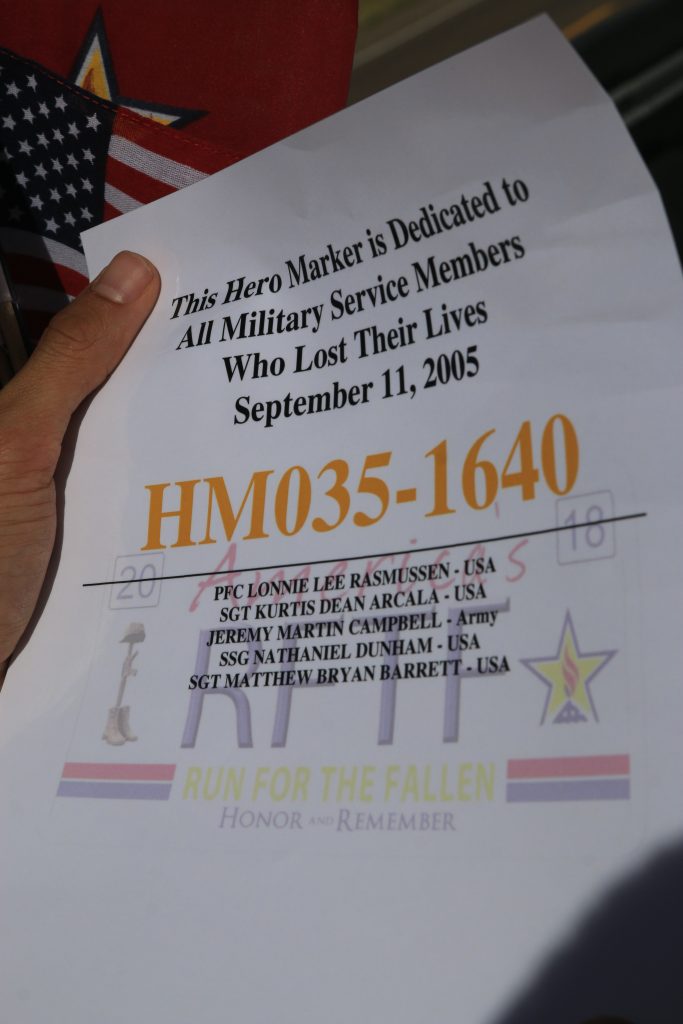 This Hero Marker is Dedicated to
All Military Service Members
Who Lost Their Lives
September 11, 2005
HM035-1640
America's
20 18
PFC LONNIE LEE RASMUSSEN - USA
SGT KURTIS DEAN ARCALA - USA
JEREMY MARTIN CAMPBELL - Army
SSG NATHANIEL DUNHAM - USA
SGT MATTHEW BRYAN BARRETT - USA
RFTF
RUN FOR THE FALLEN
HONOR AND REMEMBER